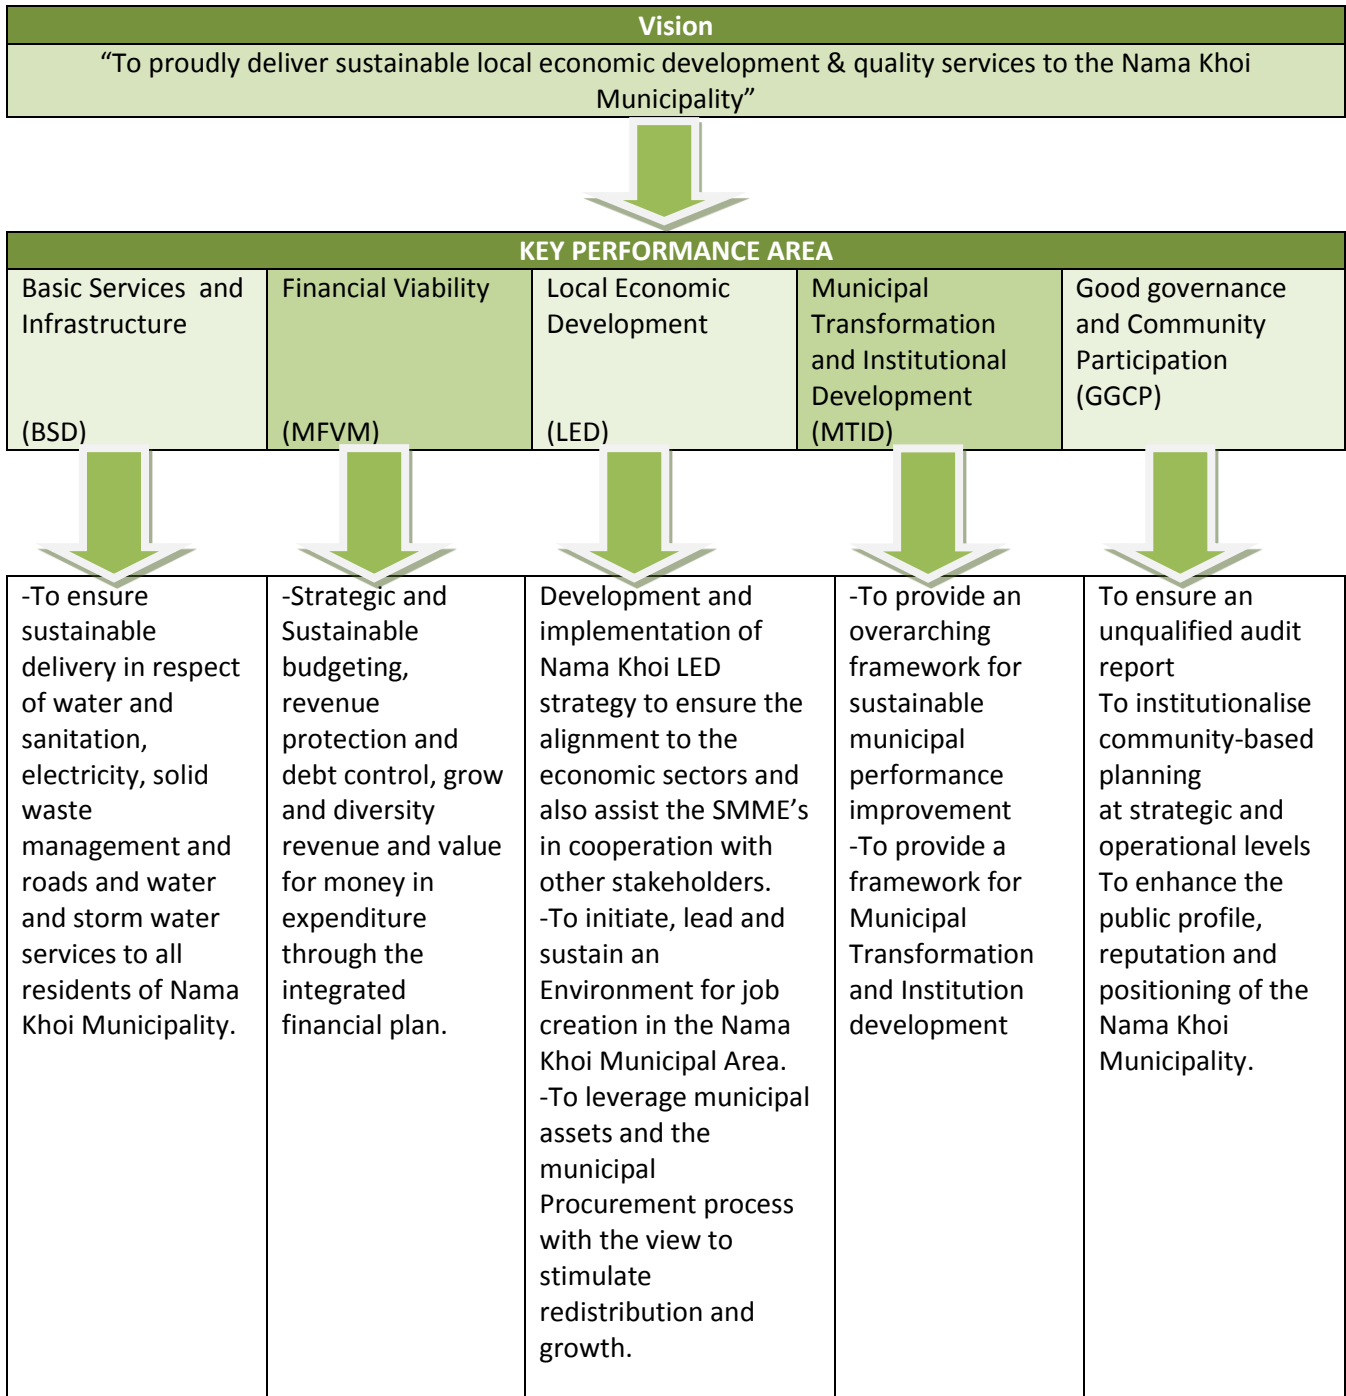 Vision
“To proudly deliver sustainable local economic development & quality services to the Nama Khoi
Municipality”
KEY PERFORMANCE AREA
Basic Services and
Infrastructure
(BSD)
Financial Viability
(MFVM)
Local Economic
Development
(LED)
Municipal
Transformation
and Institutional
Development
(MTID)
Good governance
and Community
Participation
(GGCP)
-To ensure
sustainable
delivery in respect
of water and
sanitation,
electricity, solid
waste
management and
roads and water
and storm water
services to all
residents of Nama
Khoi Municipality.
-Strategic and
Sustainable
budgeting,
revenue
protection and
debt control, grow
and diversity
revenue and value
for money in
expenditure
through the
integrated
financial plan.
Development and
implementation of
Nama Khoi LED
strategy to ensure the
alignment to the
economic sectors and
also assist the SMME’s
in cooperation with
other stakeholders.
-To initiate, lead and
sustain an
Environment for job
creation in the Nama
Khoi Municipal Area.
-To leverage municipal
assets and the
municipal
Procurement process
with the view to
stimulate
redistribution and
growth.
-To provide an
overarching
framework for
sustainable
municipal
performance
improvement
-To provide a
framework for
Municipal
Transformation
and Institution
development
To ensure an
unqualified audit
report
To institutionalise
community-based
planning
at strategic and
operational levels
To enhance the
public profile,
reputation and
positioning of the
Nama Khoi
Municipality.